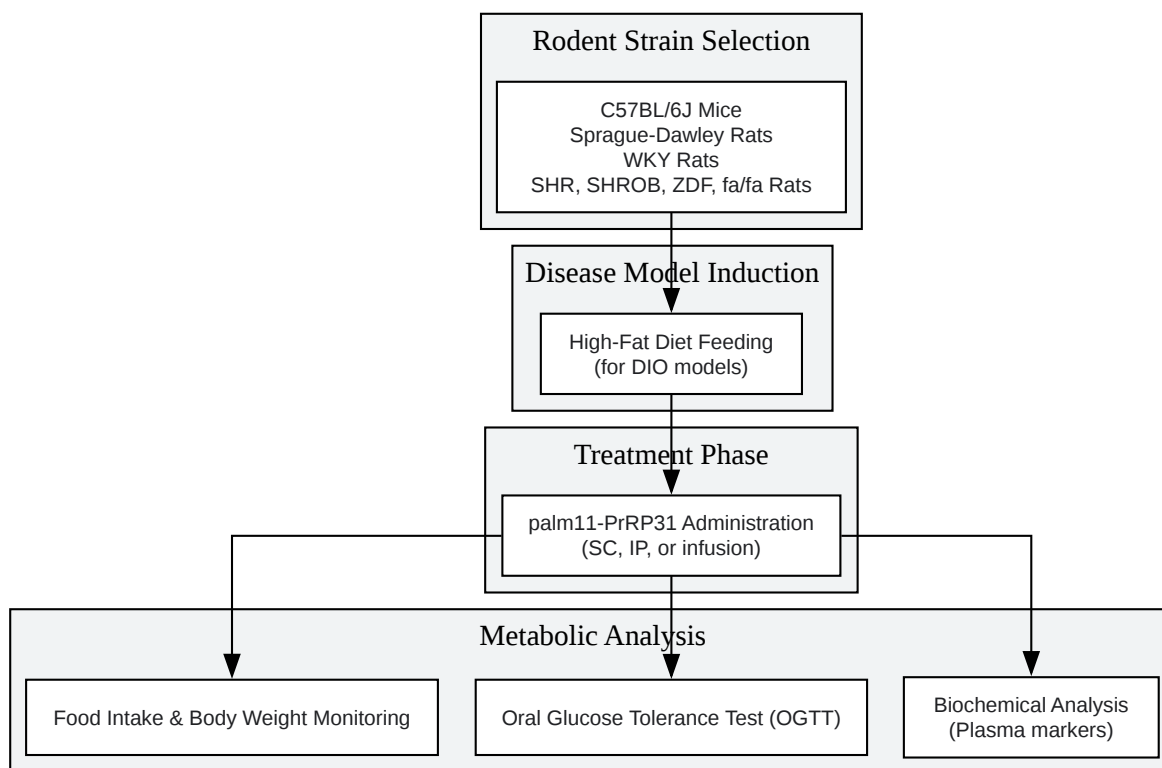 Rodent Strain Selection
C57BL/6J Mice
Sprague-Dawley Rats
WKY Rats
SHR, SHROB, ZDF, fa/fa Rats
Disease Model Induction
High-Fat Diet Feeding
(for DIO models)
Treatment Phase
palm11-PrRP31 Administration
(SC, IP, or infusion)
Metabolic Analysis
Food Intake & Body Weight Monitoring
Oral Glucose Tolerance Test (OGTT)
Biochemical Analysis
(Plasma markers)